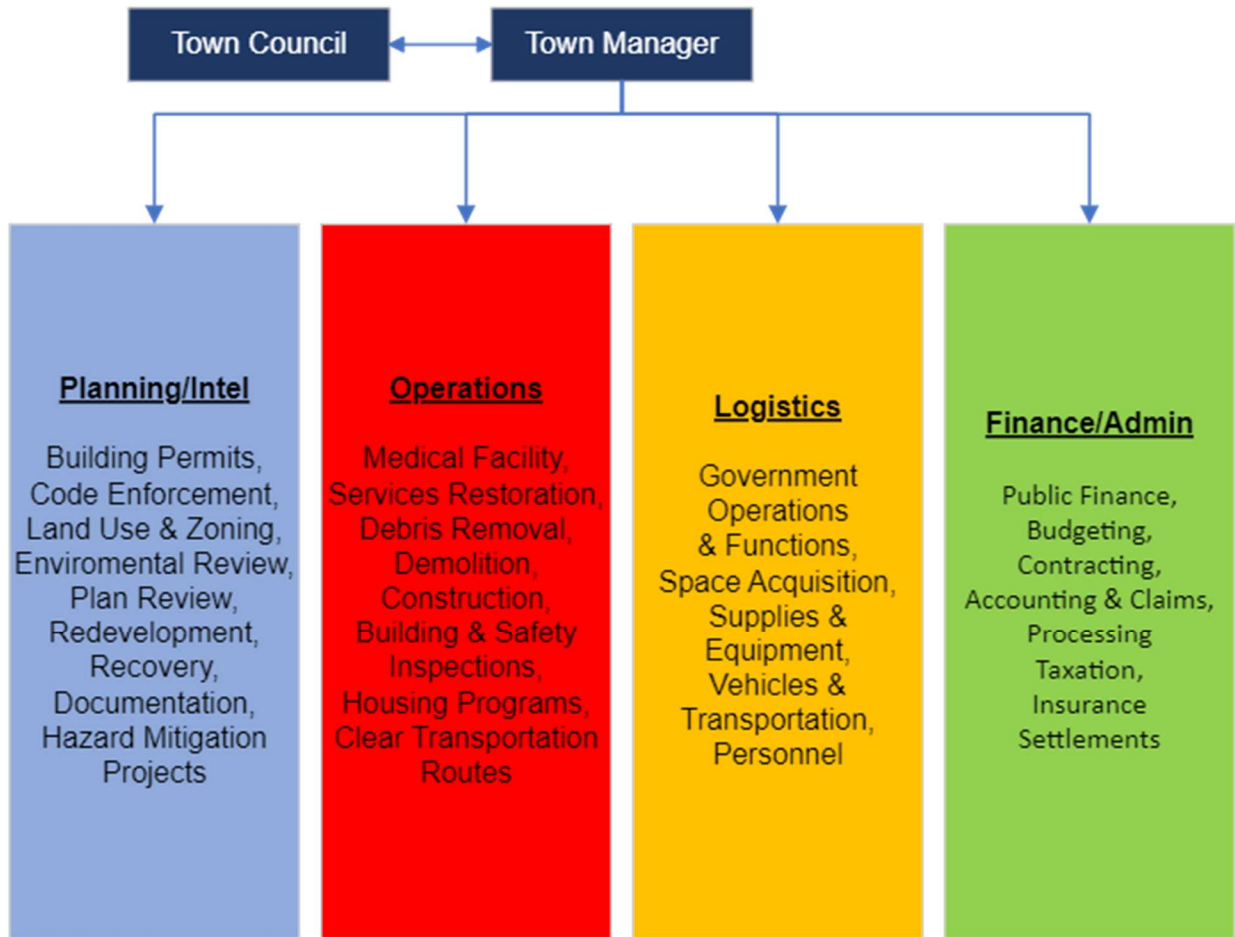 Town Council
Town Manager
Planning/Intel
Building Permits,
Code Enforcement,
Land Use & Zoning,
Enviromental Review,
Plan Review,
Redevelopment,
Recovery,
Documentation,
Hazard Mitigation
Projects
Operations
Medical Facility,
Services Restoration,
Debris Removal,
Demolition,
Construction,
Building & Safety
Inspections,
Housing Programs,
Clear Transportation
Routes
Logistics
Government
Operations
& Functions,
Space Acquisition,
Supplies &
Equipment,
Vehicles &
Transportation,
Personnel
Finance/Admin
Public Finance,
Budgeting,
Contracting,
Accounting & Claims,
Processing
Taxation,
Insurance
Settlements